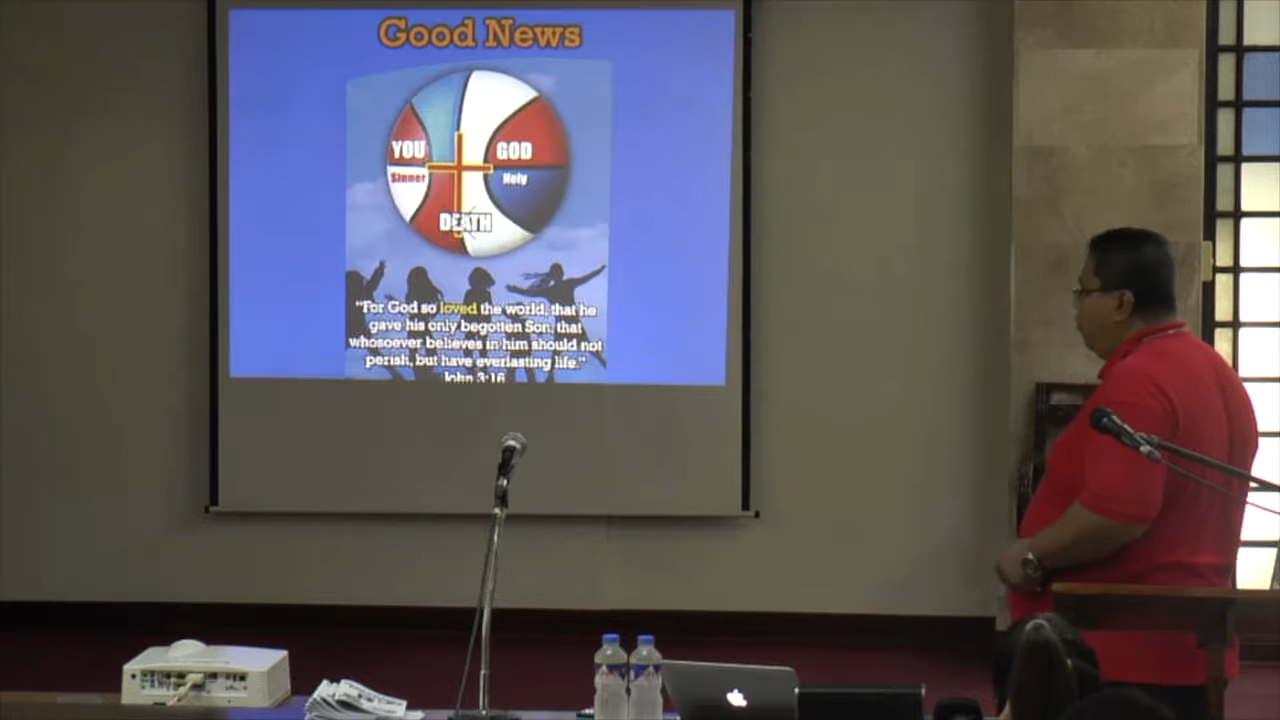 Good News
YOU
GOD
Sinner
Holy
DEATH
"For God so loved the world, that he
gave his only begotten Son, that
whosoever believes in him should not
perish, but have everlasting life."
John 3:16